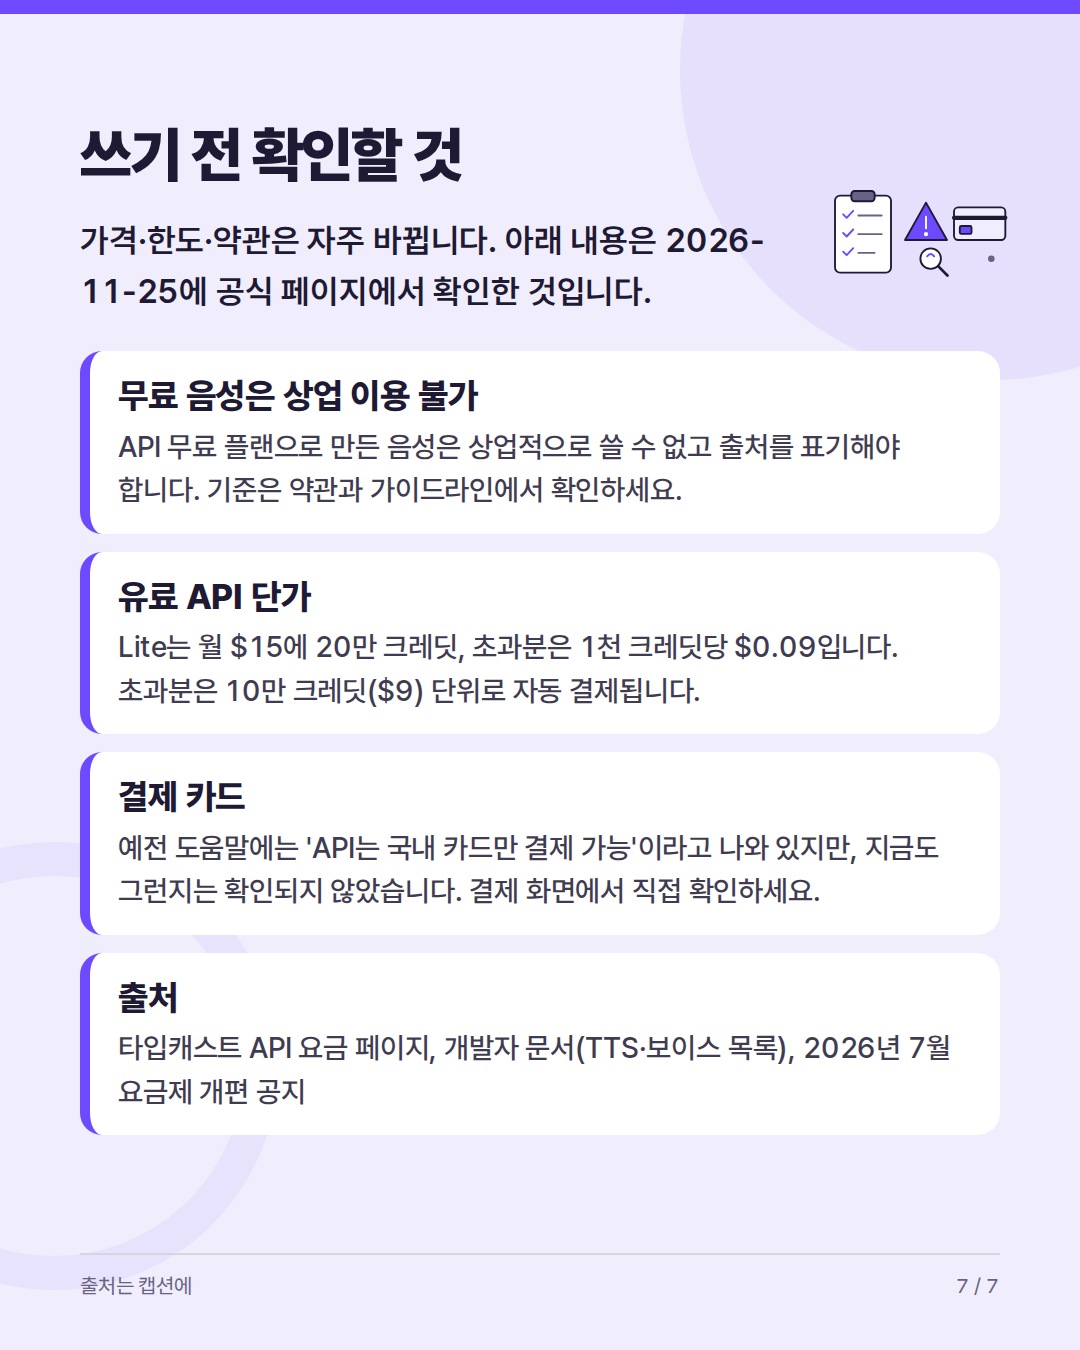 쓰기 전 확인할 것
가격·한도·약관은 자주 바뀝니다. 아래 내용은 2026-
11-25에 공식 페이지에서 확인한 것입니다.
무료 음성은 상업 이용 불가
API 무료 플랜으로 만든 음성은 상업적으로 쓸 수 없고 출처를 표기해야
합니다. 기준은 약관과 가이드라인에서 확인하세요.
유료 API 단가
Lite는 월 $15에 20만 크레딧, 초과분은 1천 크레딧당 $0.09입니다.
초과분은 10만 크레딧($9) 단위로 자동 결제됩니다.
결제 카드
예전 도움말에는 'API는 국내 카드만 결제 가능'이라고 나와 있지만, 지금도
그런지는 확인되지 않았습니다. 결제 화면에서 직접 확인하세요.
출처
타입캐스트 API 요금 페이지, 개발자 문서(TTS·보이스 목록), 2026년 7월
요금제 개편 공지
출처는 캡션에
7 / 7